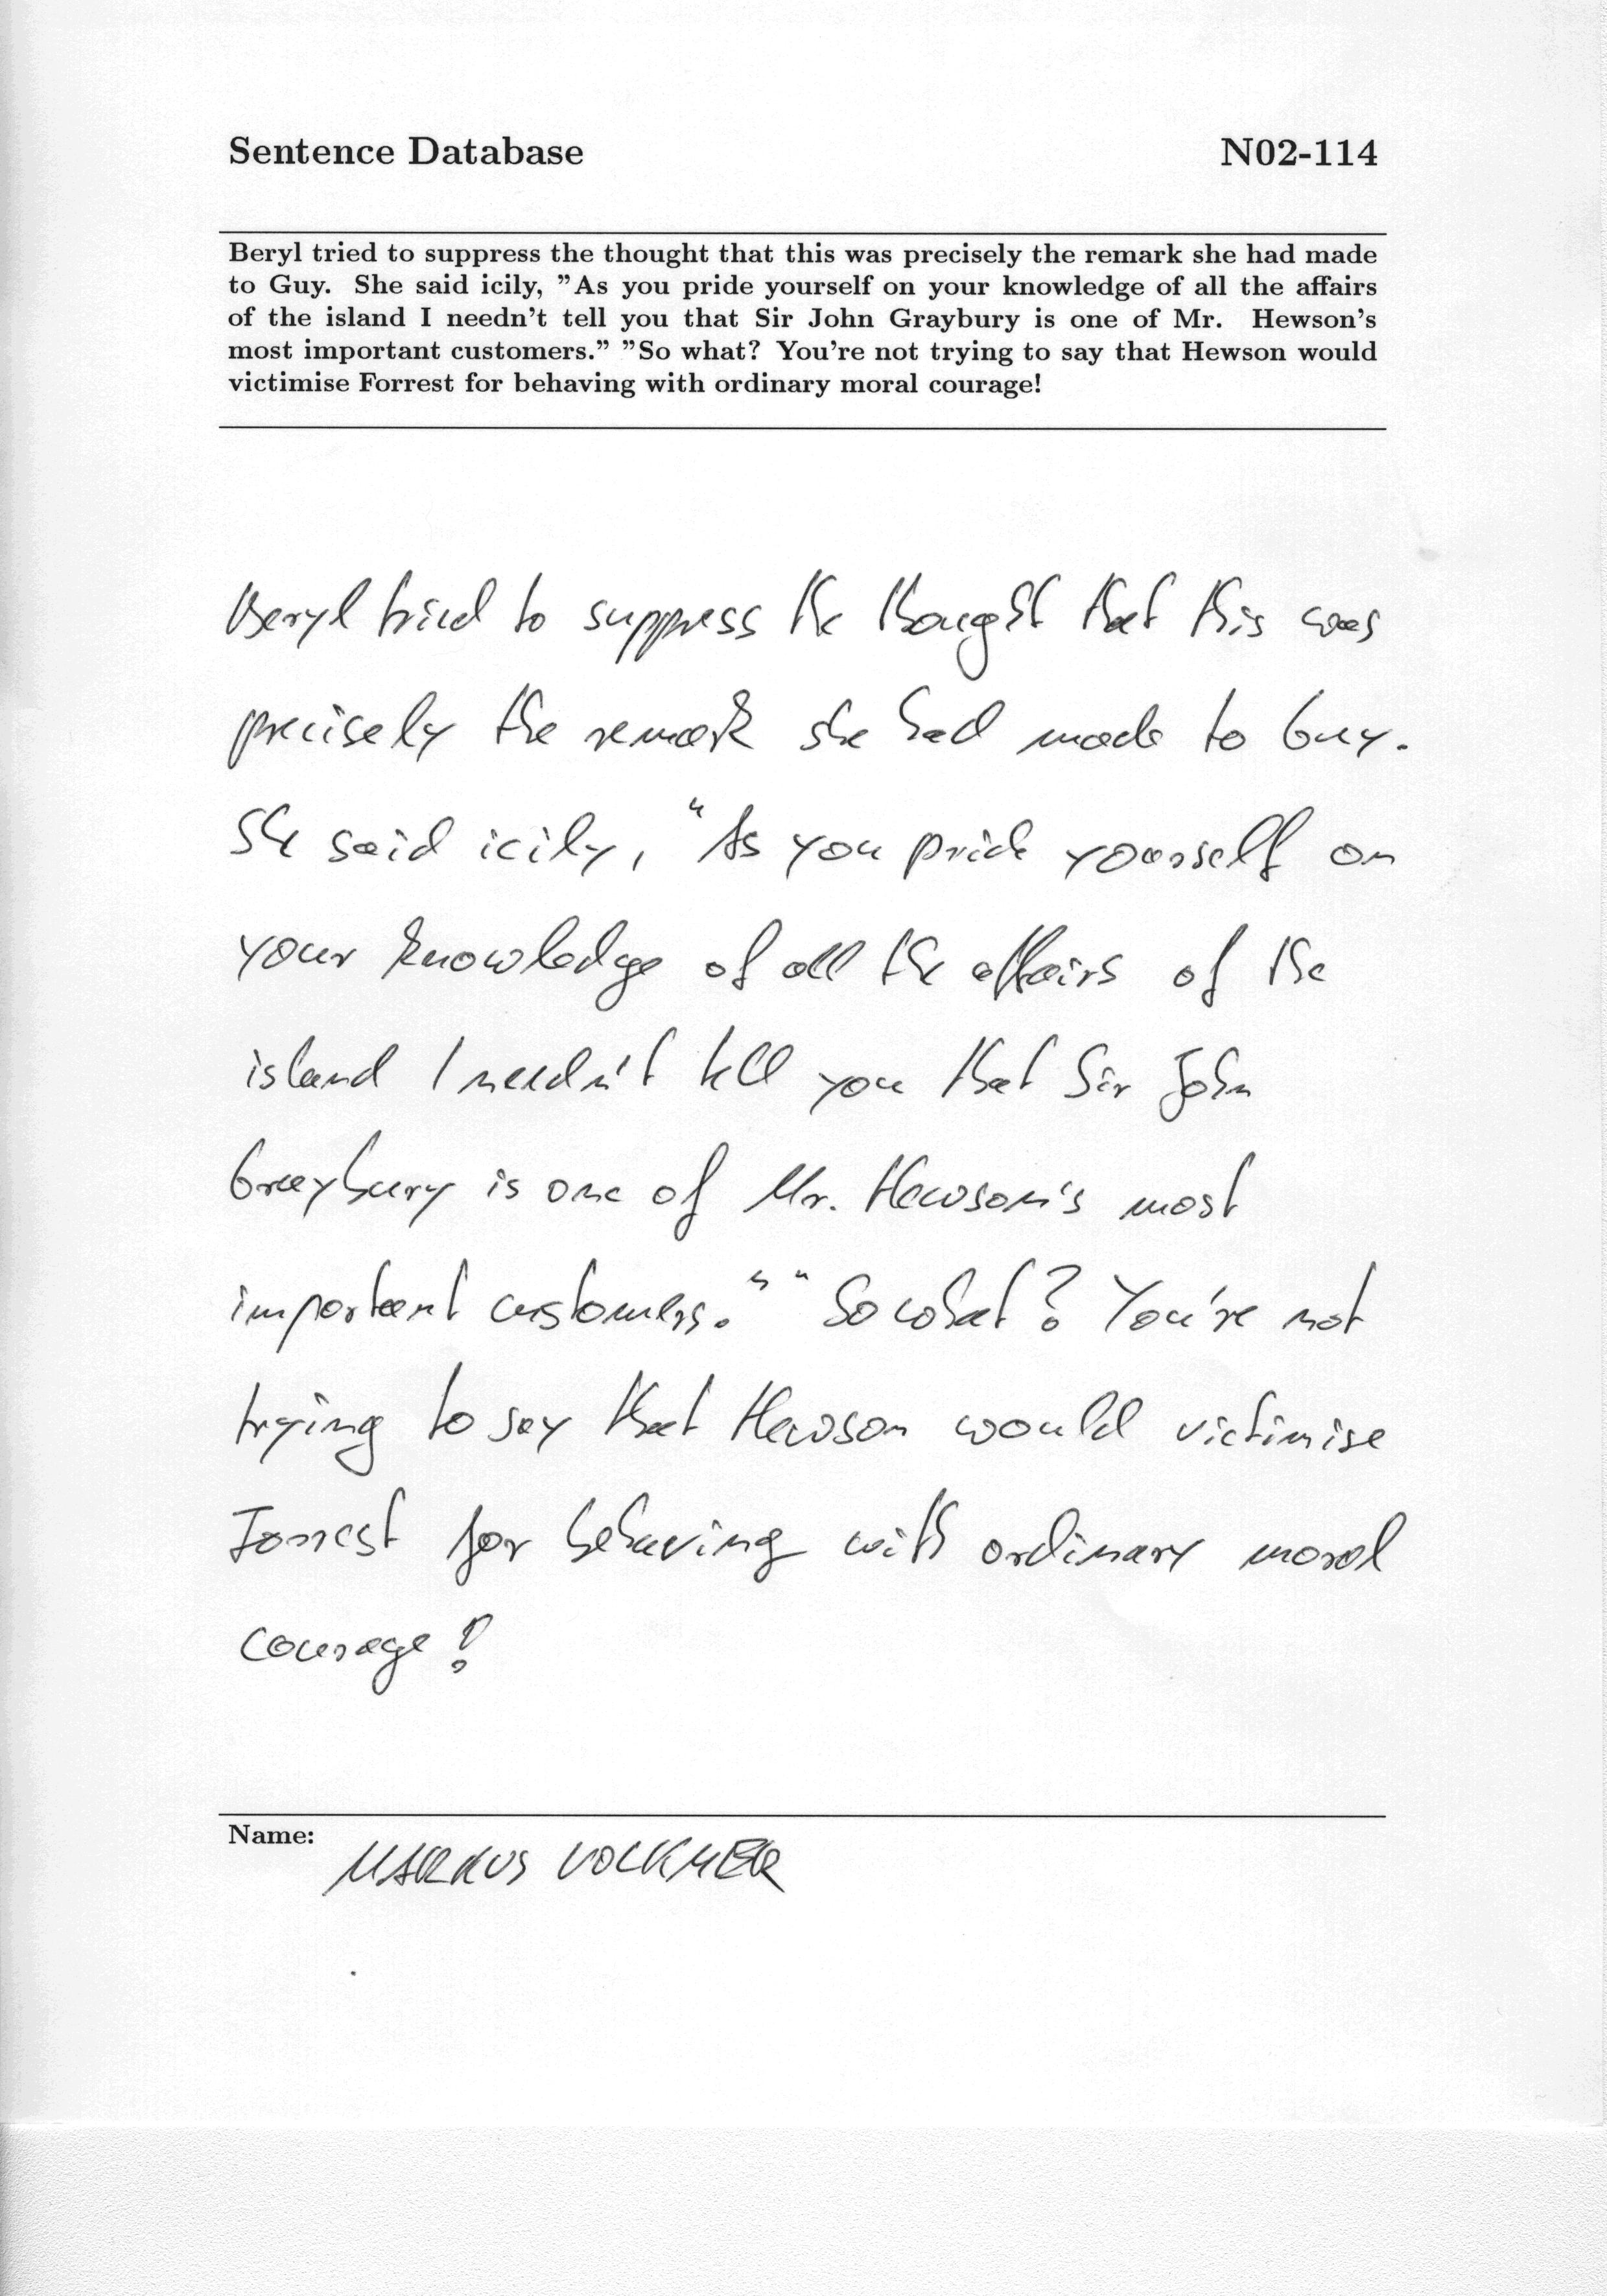 Sentence Database N02-114
Beryl tried to suppress the thought that this was precisely the remark she had made
to Guy. She said icily, ”As you pride yourself on your knowledge of all the affairs
of the island I needn't tell you that Sir John Graybury is one of Mr. Hewson's
most important customers.” ”So what? You're not trying to say that Hewson would
victimise Forrest for behaving with ordinary moral courage!
Beryl tried to suppress the thought that this was
precisely the remark she had made to Guy.
She said icily, "As you pride yourself on
your knowledge of all the affairs of the
island I needn't tell you that Sir John
Graybury is one of Mr. Hewson's most
important customers." "So what? You're not
trying to say that Hewson would victimise
Forrest for behaving with ordinary moral
courage!
Name: MARKUS VOLKMER